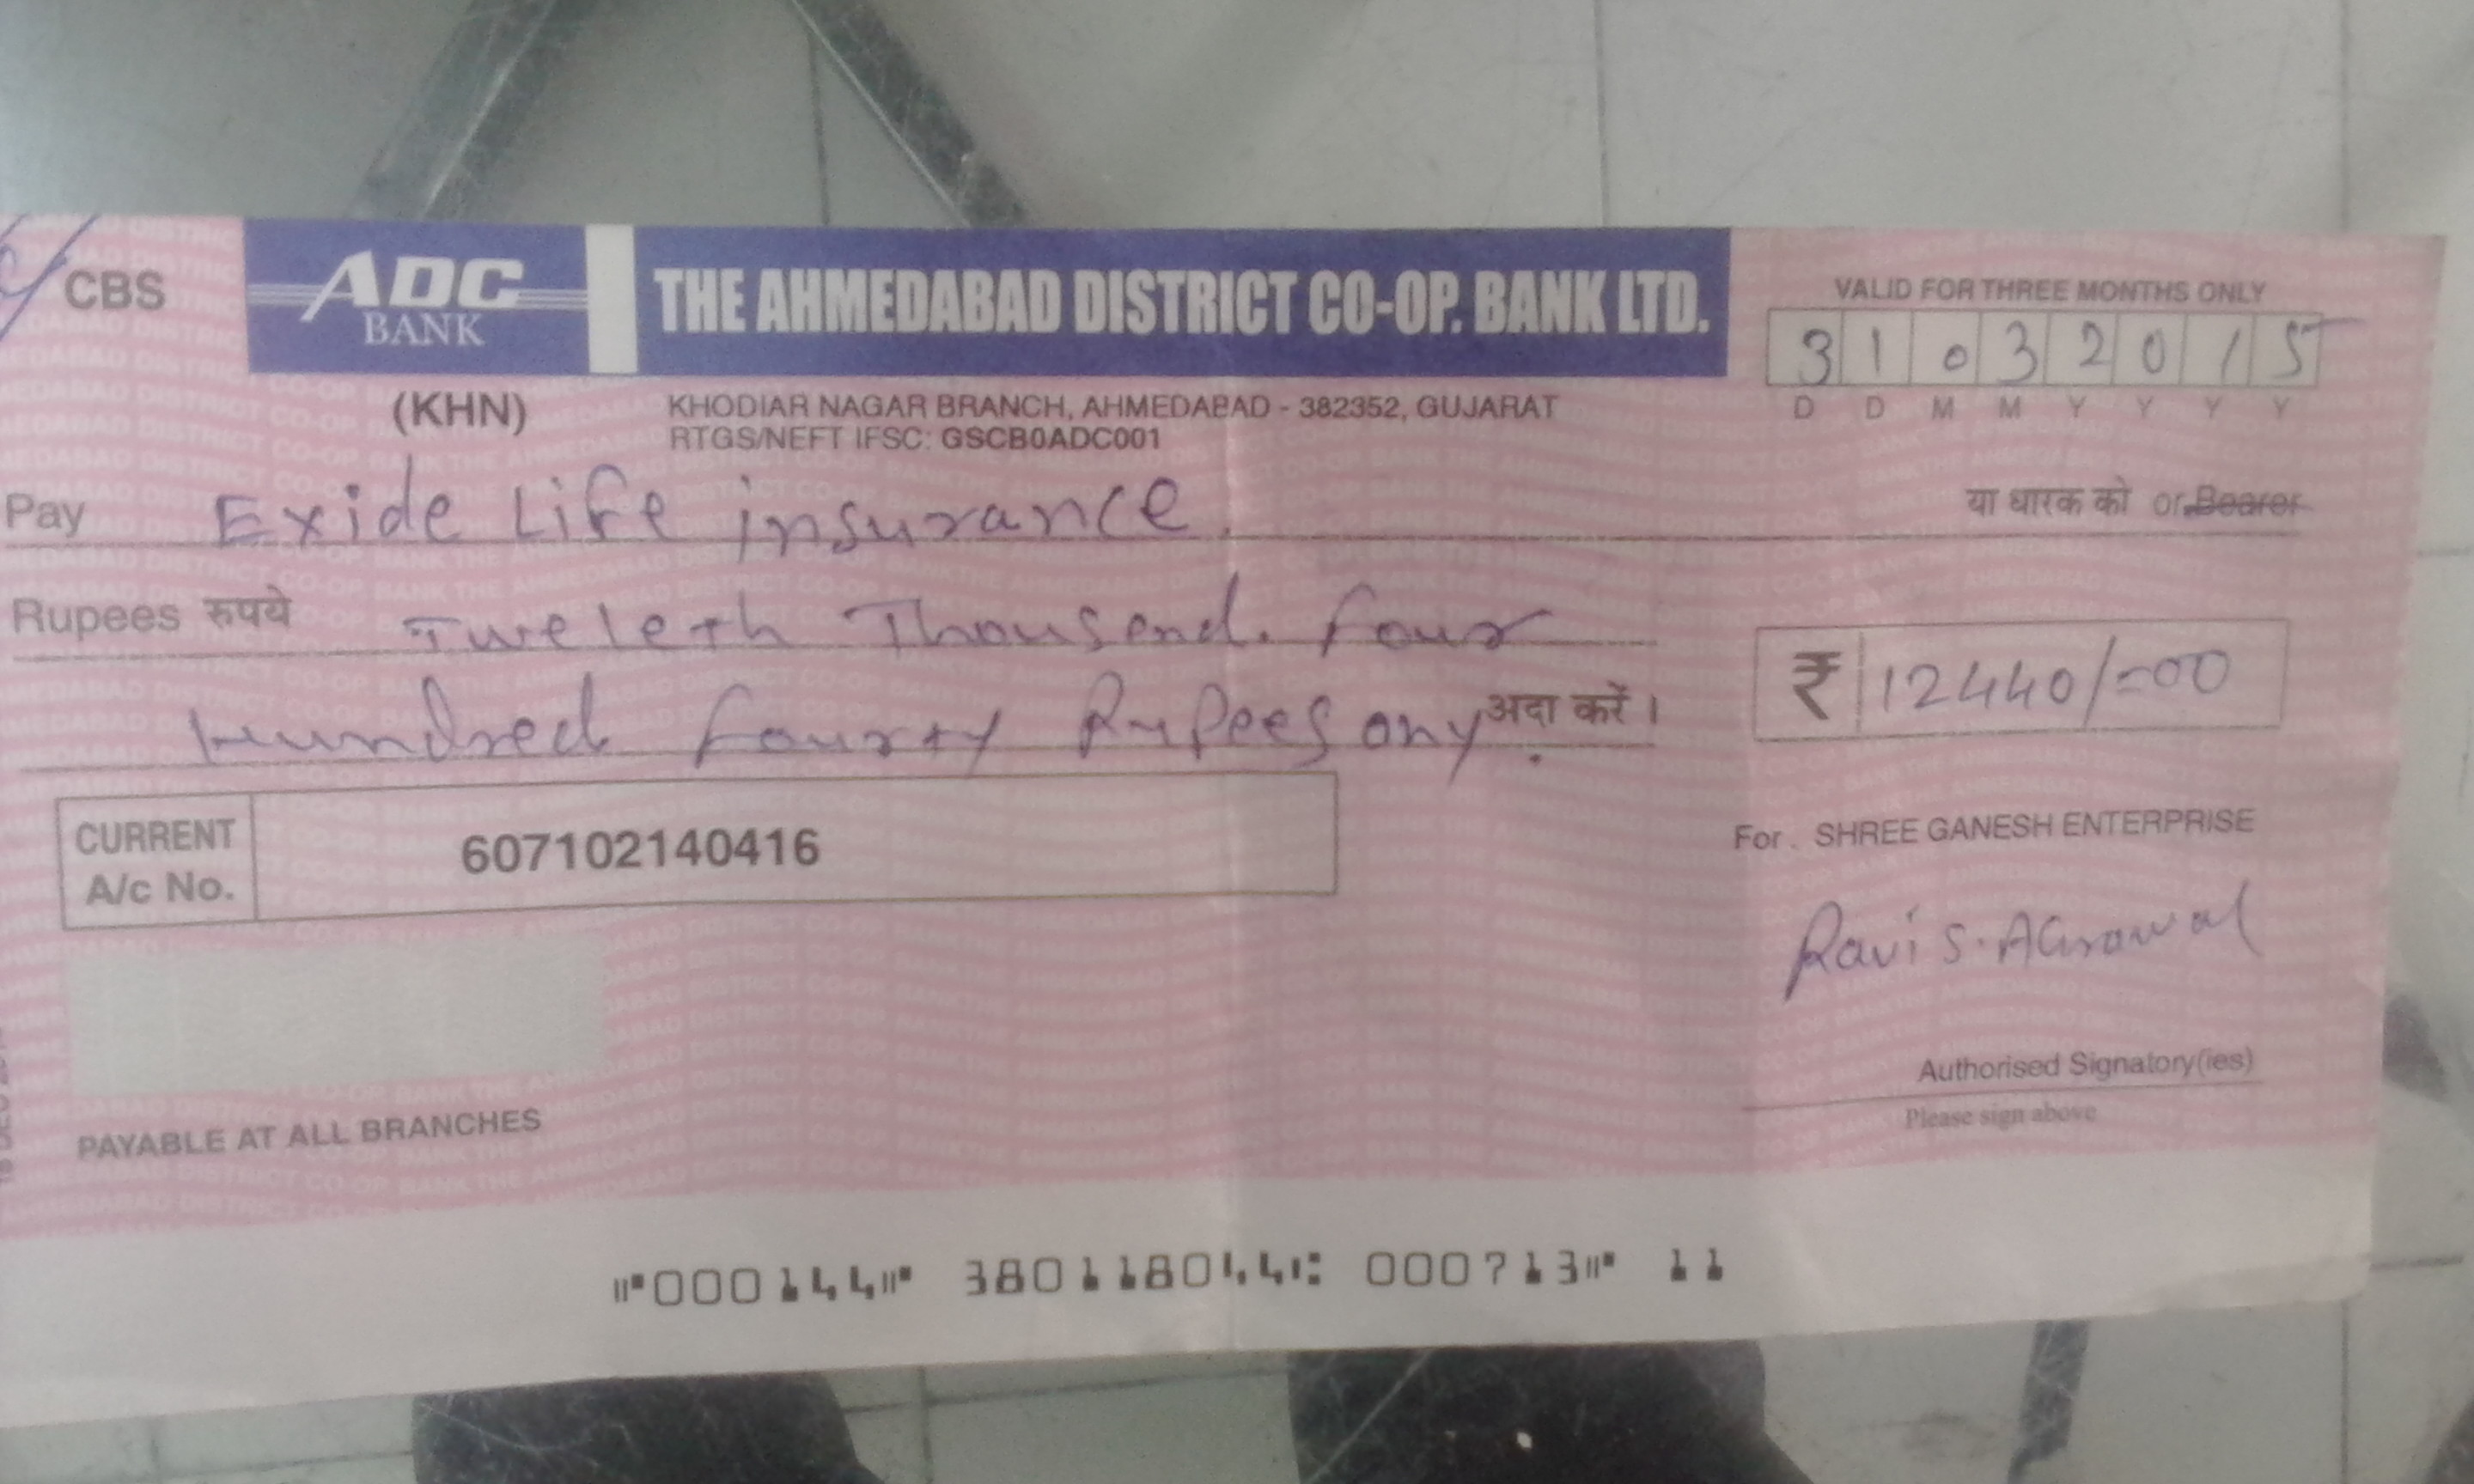 CBS
ADC
BANK
THE AHMEDABAD DISTRICT CO-OP. BANK LTD.
VALID FOR THREE MONTHS ONLY
3 1 0 3 2 0 1 5
D D M M Y Y Y Y
(KHN)
KHODIAR NAGAR BRANCH, AHMEDABAD - 382352, GUJARAT
RTGS/NEFT IFSC: GSCB0ADC001
Pay Exide Life insurance. या धारक को or Bearer
Rupees रुपये Tweleth Thousend. four
Hundred fourty Rupees ony अदा करें।
₹ 12440/=00
CURRENT
A/c No.
607102140416
For. SHREE GANESH ENTERPRISE
Ravi S. AGrawal
Authorised Signatory(ies)
Please sign above
PAYABLE AT ALL BRANCHES
⑈000144⑈ 380118044⑆ 000713⑈ 11